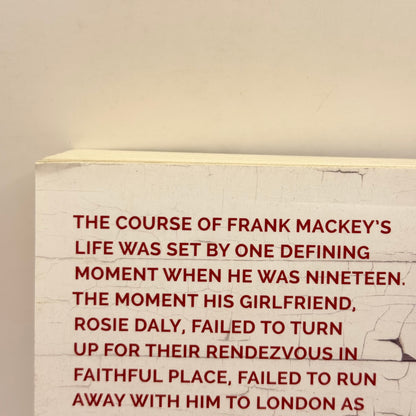 THE COURSE OF FRANK MACKEY'S
LIFE WAS SET BY ONE DEFINING
MOMENT WHEN HE WAS NINETEEN.
THE MOMENT HIS GIRLFRIEND,
ROSIE DALY, FAILED TO TURN
UP FOR THEIR RENDEZVOUS IN
FAITHFUL PLACE, FAILED TO RUN
AWAY WITH HIM TO LONDON AS